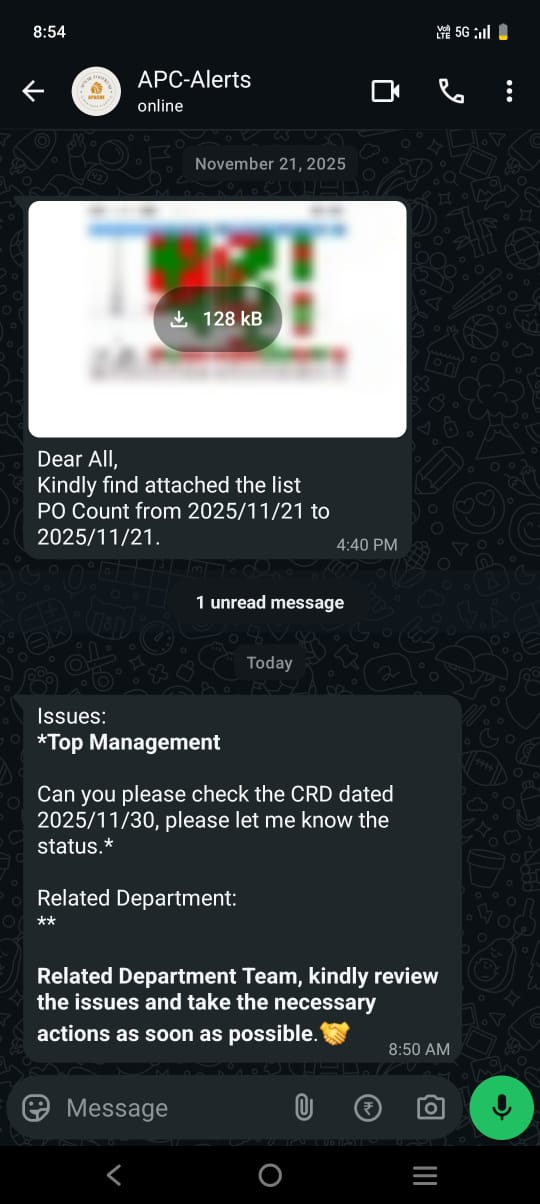 8:54
VoI LTE 5G
APC-Alerts
online
November 21, 2025
128 kB
Dear All,
Kindly find attached the list
PO Count from 2025/11/21 to
2025/11/21.
4:40 PM
1 unread message
Today
Issues:
*Top Management
Can you please check the CRD dated
2025/11/30, please let me know the
status.*
Related Department:
**
Related Department Team, kindly review
the issues and take the necessary
actions as soon as possible.🤝
8:50 AM
Message